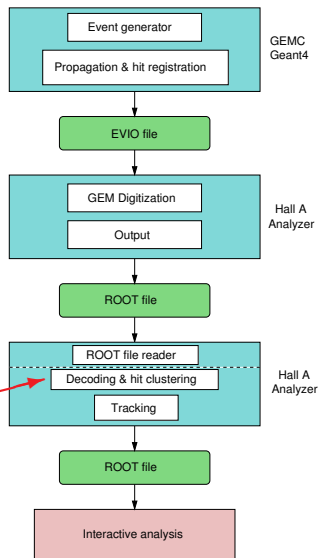 Event generator
Propagation & hit registration
GEMC
Geant4
EVIO file
GEM Digitization
Output
Hall A
Analyzer
ROOT file
ROOT file reader
Decoding & hit clustering
Tracking
Hall A
Analyzer
ROOT file
Interactive analysis